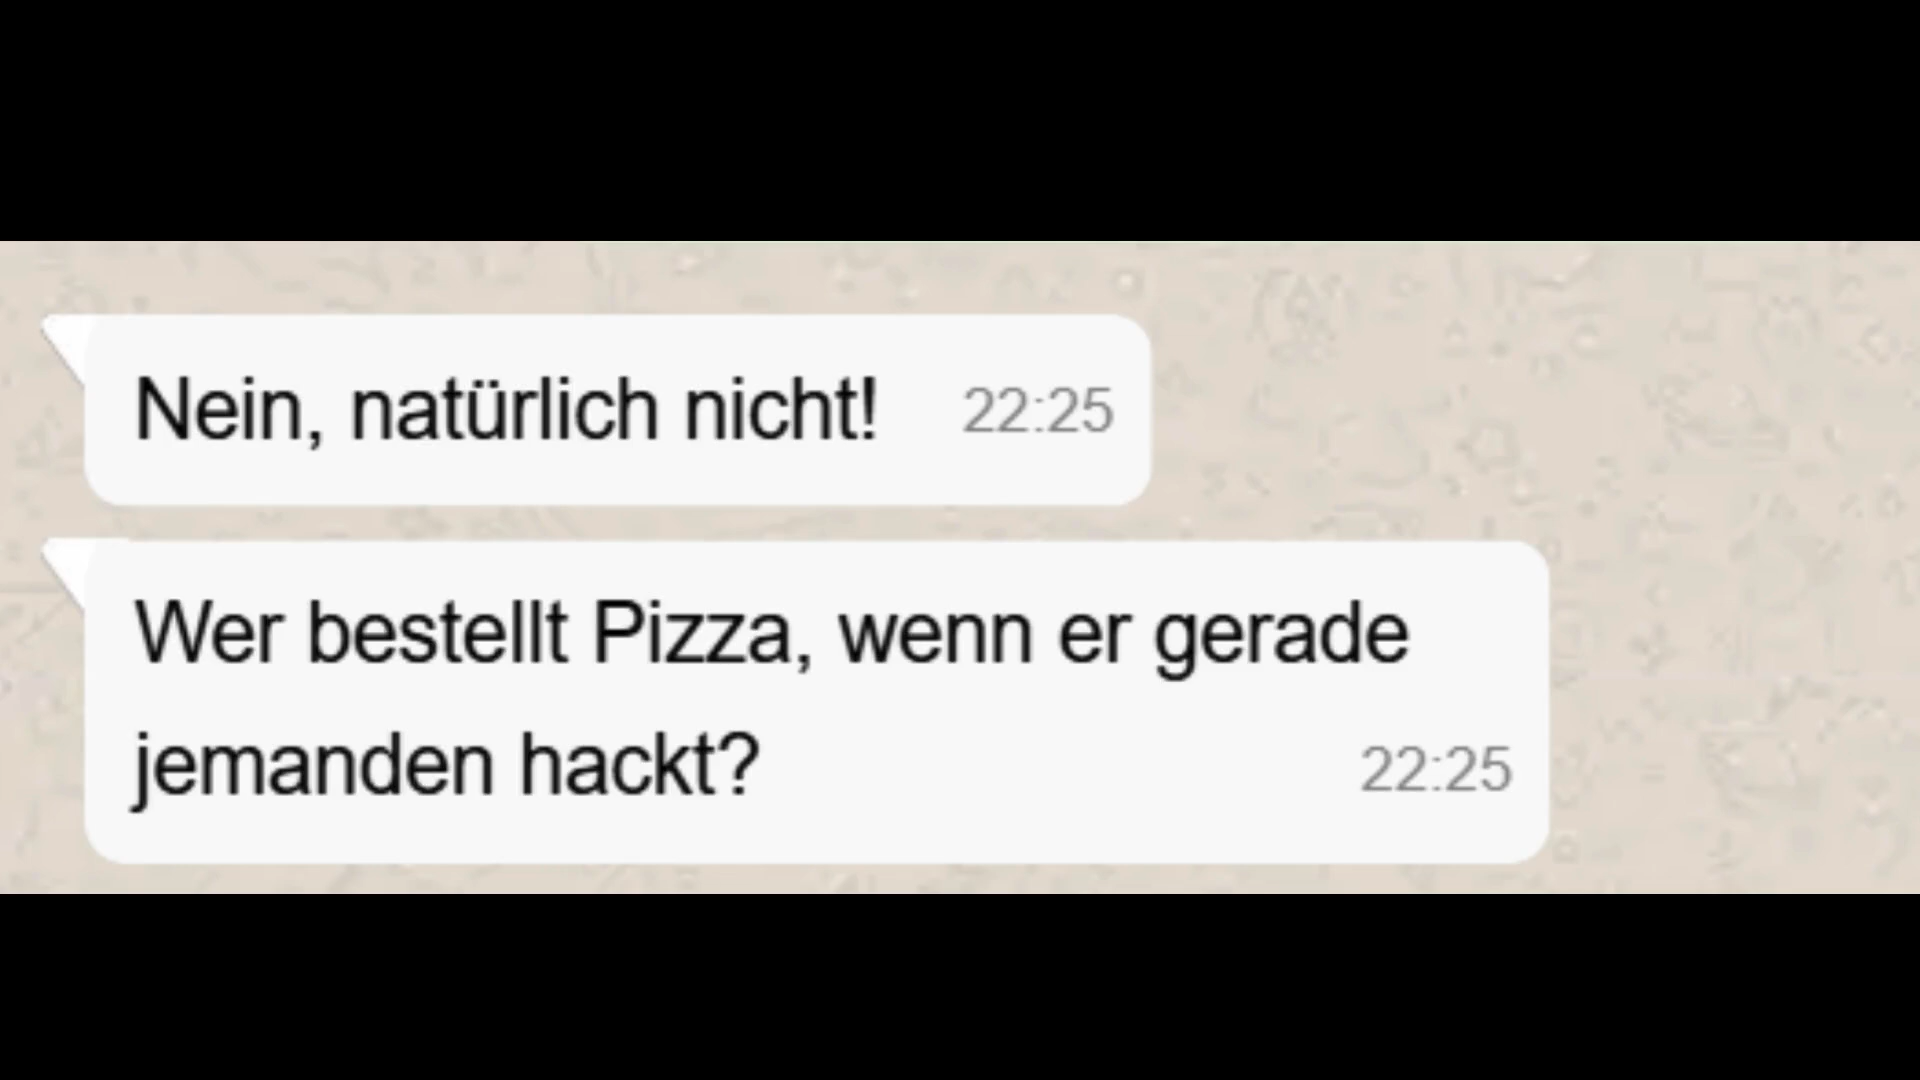 Nein, natürlich nicht! 22:25
Wer bestellt Pizza, wenn er gerade
jemanden hackt? 22:25